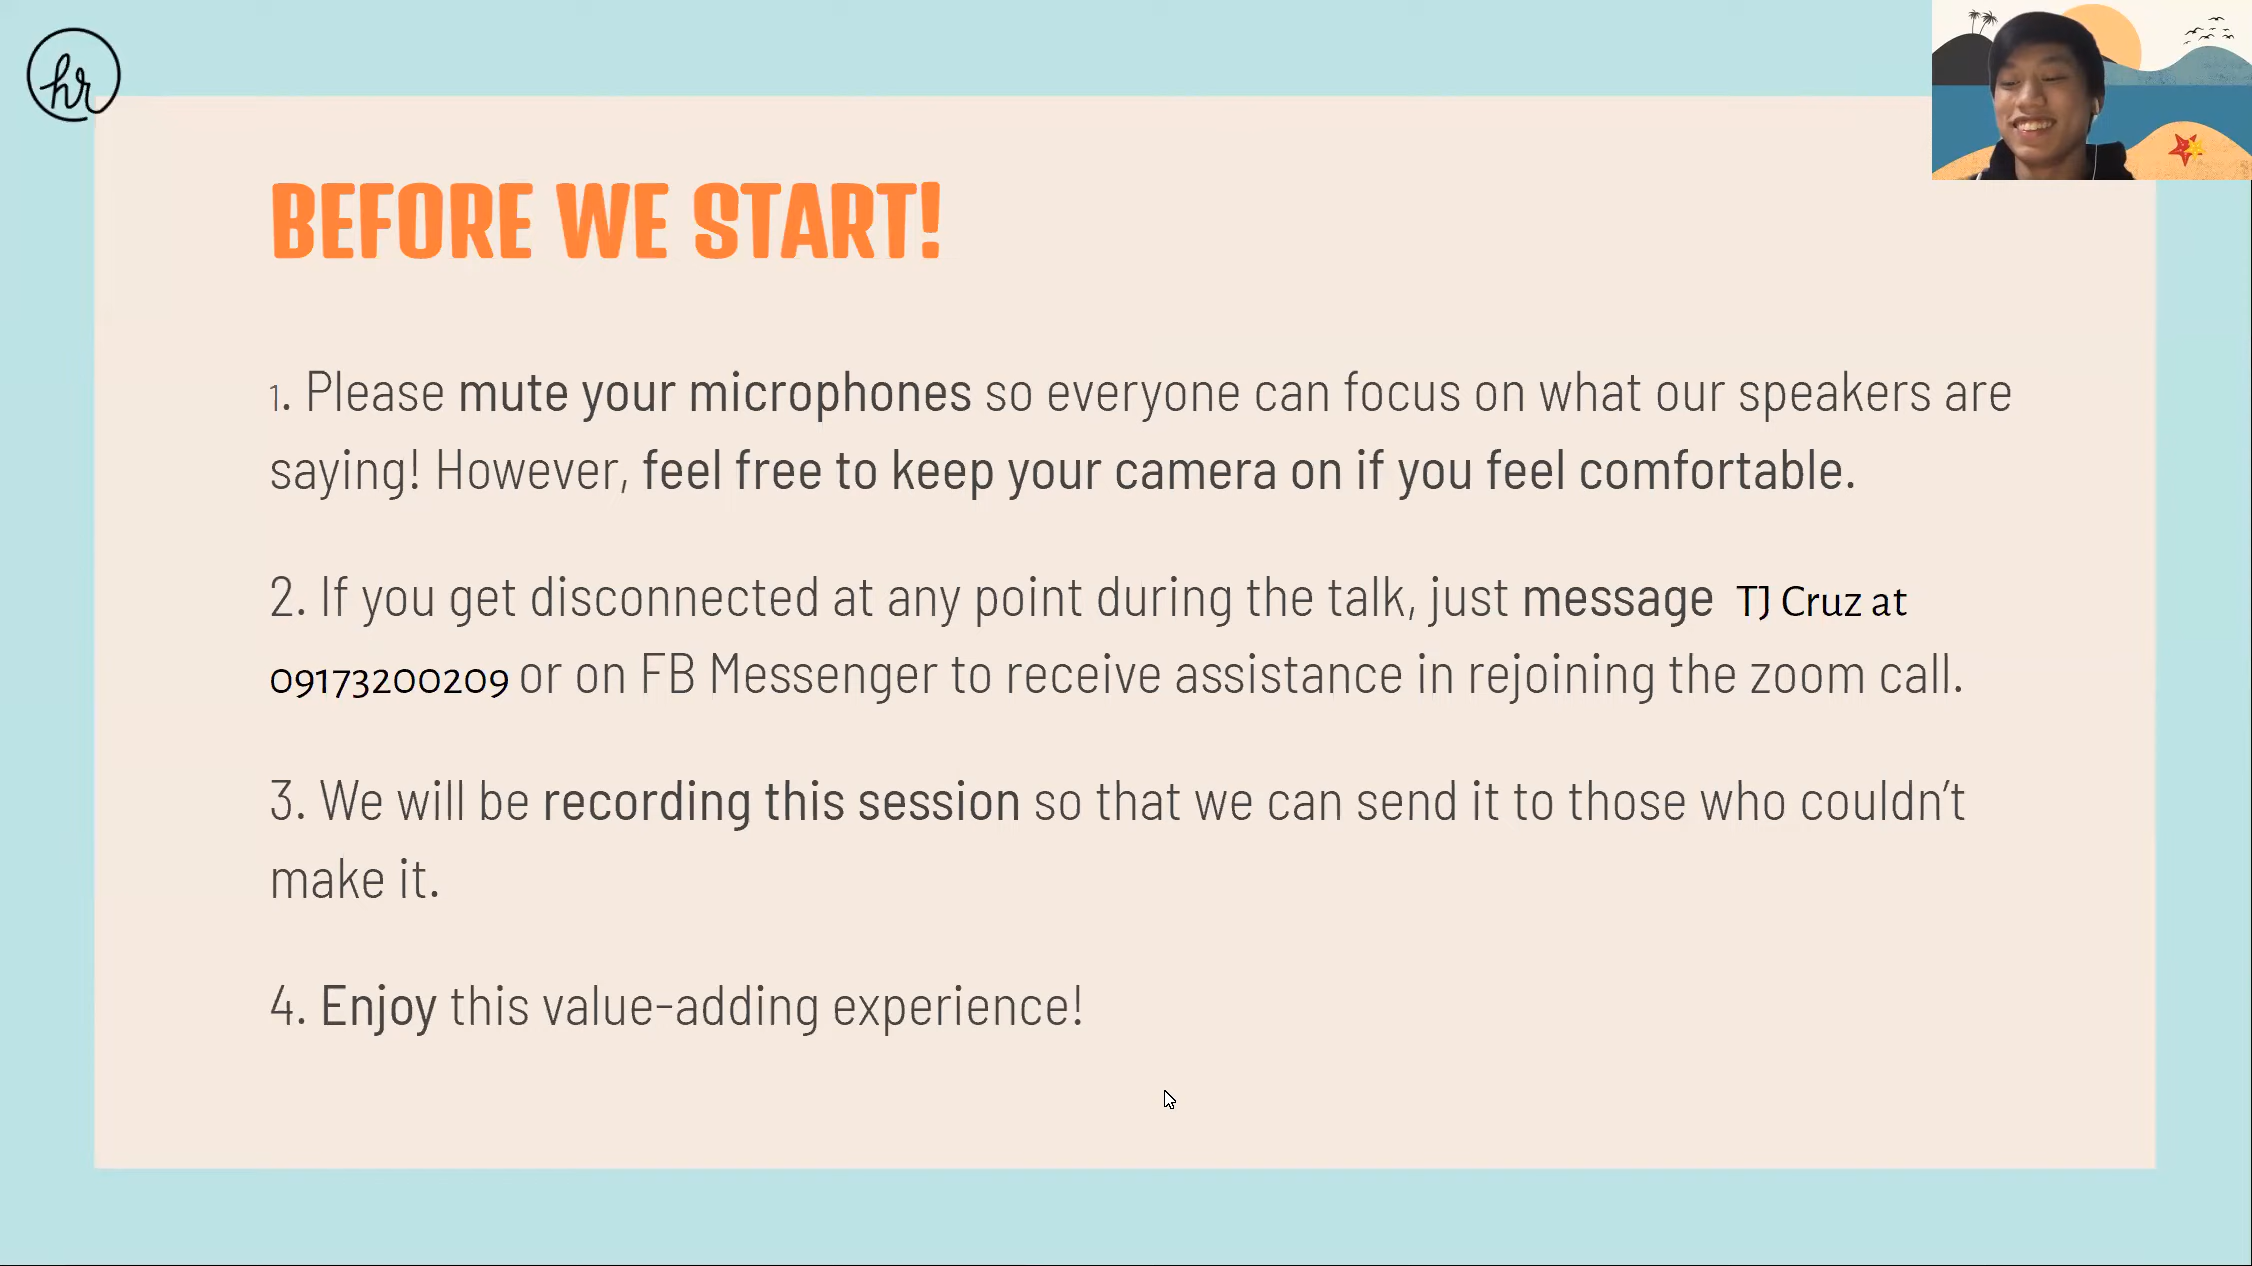 hr
BEFORE WE START!
1. Please mute your microphones so everyone can focus on what our speakers are
saying! However, feel free to keep your camera on if you feel comfortable.
2. If you get disconnected at any point during the talk, just message TJ Cruz at
09173200209 or on FB Messenger to receive assistance in rejoining the zoom call.
3. We will be recording this session so that we can send it to those who couldn’t
make it.
4. Enjoy this value-adding experience!